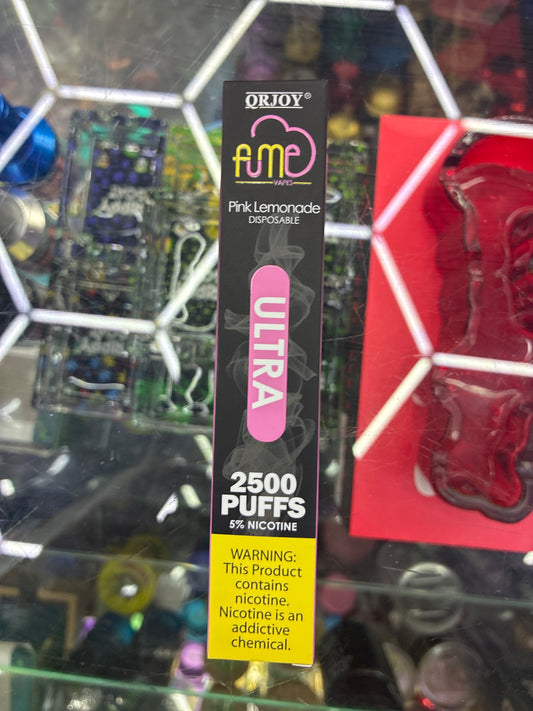 QRJOY®
fume
VAPES
Pink Lemonade
DISPOSABLE
ULTRA
2500
PUFFS
5% NICOTINE
WARNING:
This Product
contains
nicotine.
Nicotine is an
addictive
chemical.